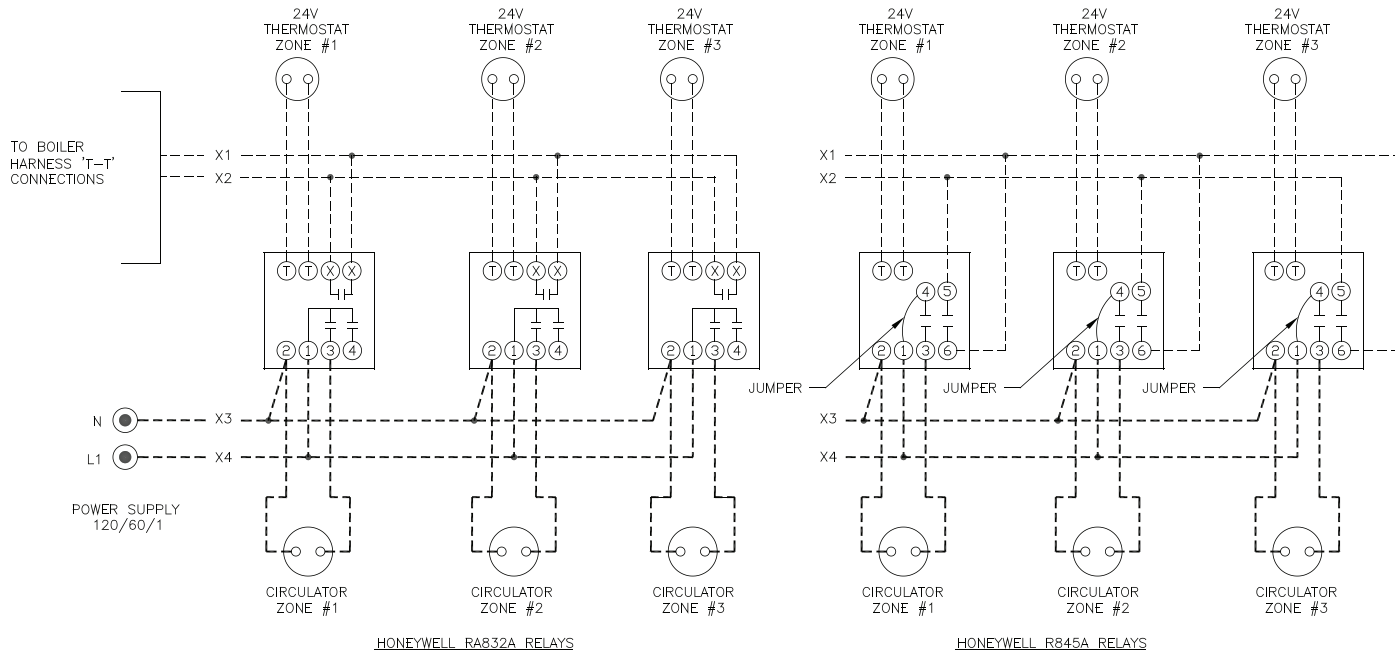 24V
THERMOSTAT
ZONE #1
24V
THERMOSTAT
ZONE #2
24V
THERMOSTAT
ZONE #3
24V
THERMOSTAT
ZONE #1
24V
THERMOSTAT
ZONE #2
24V
THERMOSTAT
ZONE #3
TO BOILER
HARNESS 'T-T'
CONNECTIONS
X1
X2
X1
X2
T T X X
T T X X
T T X X
T T
4 5
T T
4 5
T T
4 5
2 1 3 4
2 1 3 4
2 1 3 4
2 1 3 6
2 1 3 6
2 1 3 6
JUMPER
JUMPER
JUMPER
N
X3
X3
L1
X4
X4
POWER SUPPLY
120/60/1
CIRCULATOR
ZONE #1
CIRCULATOR
ZONE #2
CIRCULATOR
ZONE #3
CIRCULATOR
ZONE #1
CIRCULATOR
ZONE #2
CIRCULATOR
ZONE #3
HONEYWELL RA832A RELAYS
HONEYWELL R845A RELAYS